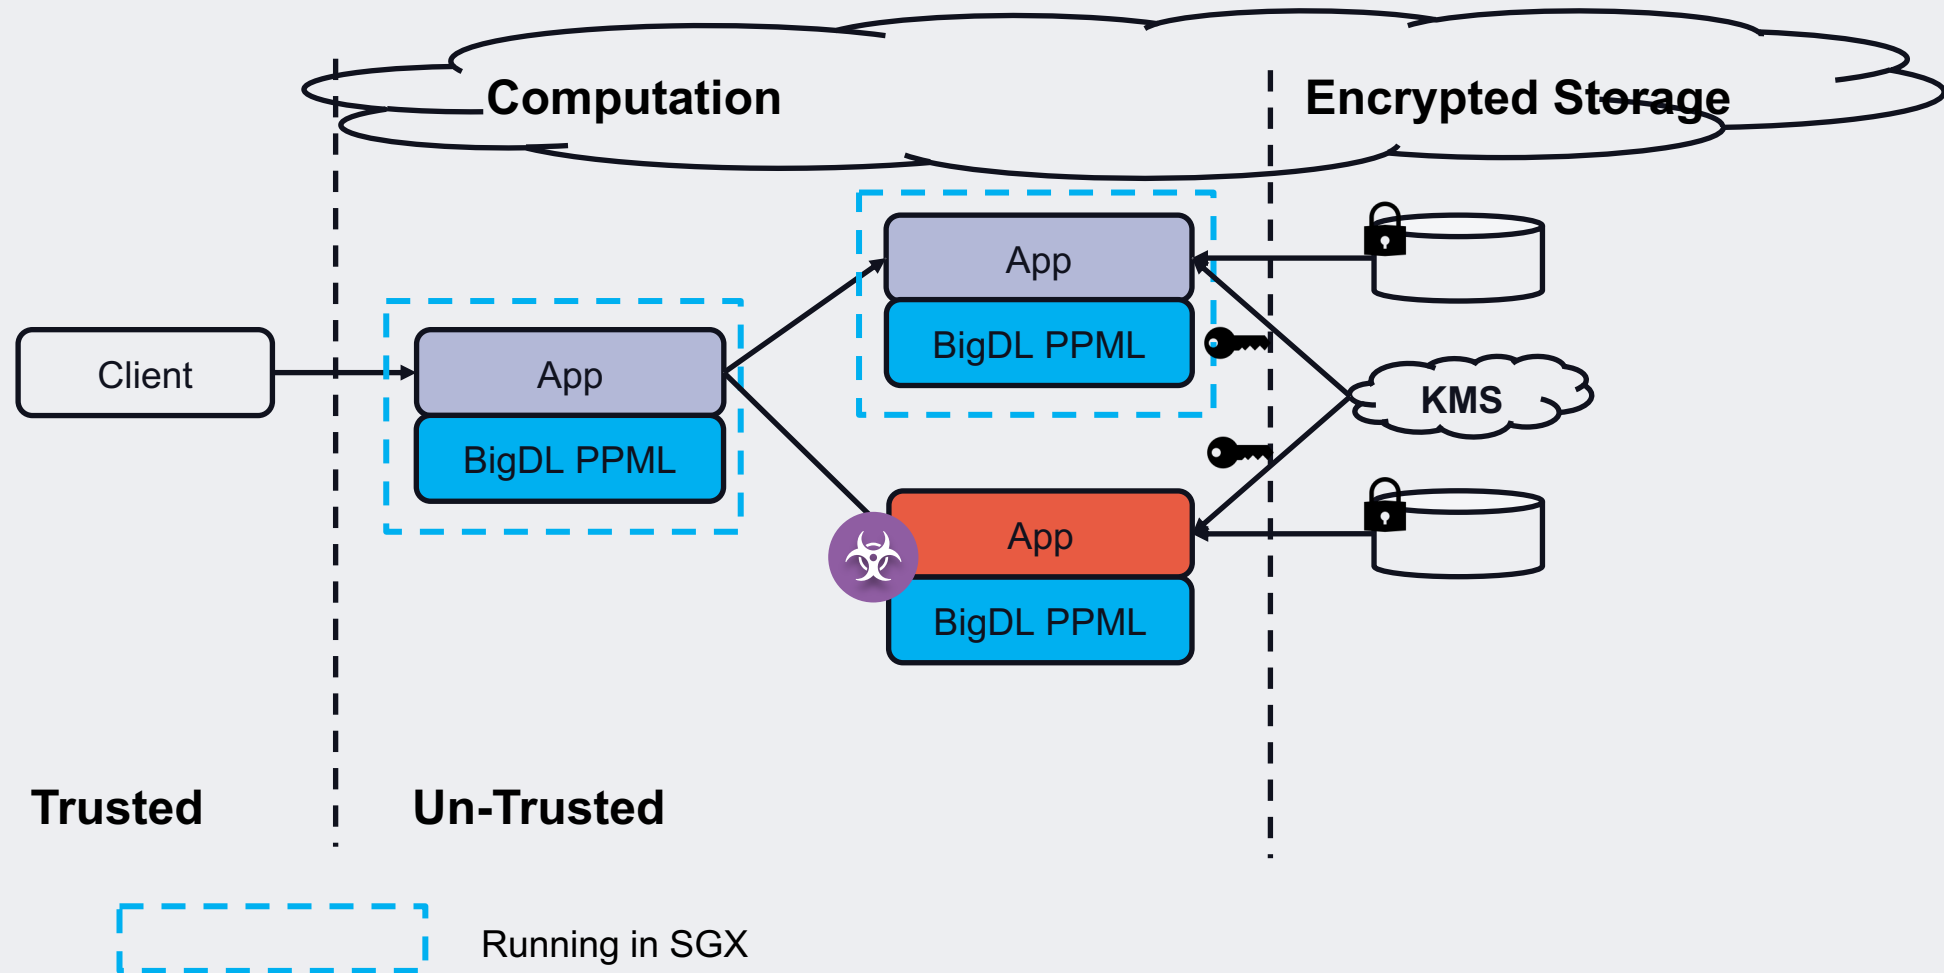 Computation
Encrypted Storage
App
BigDL PPML
Client
App
BigDL PPML
KMS
App
BigDL PPML
Trusted
Un-Trusted
Running in SGX